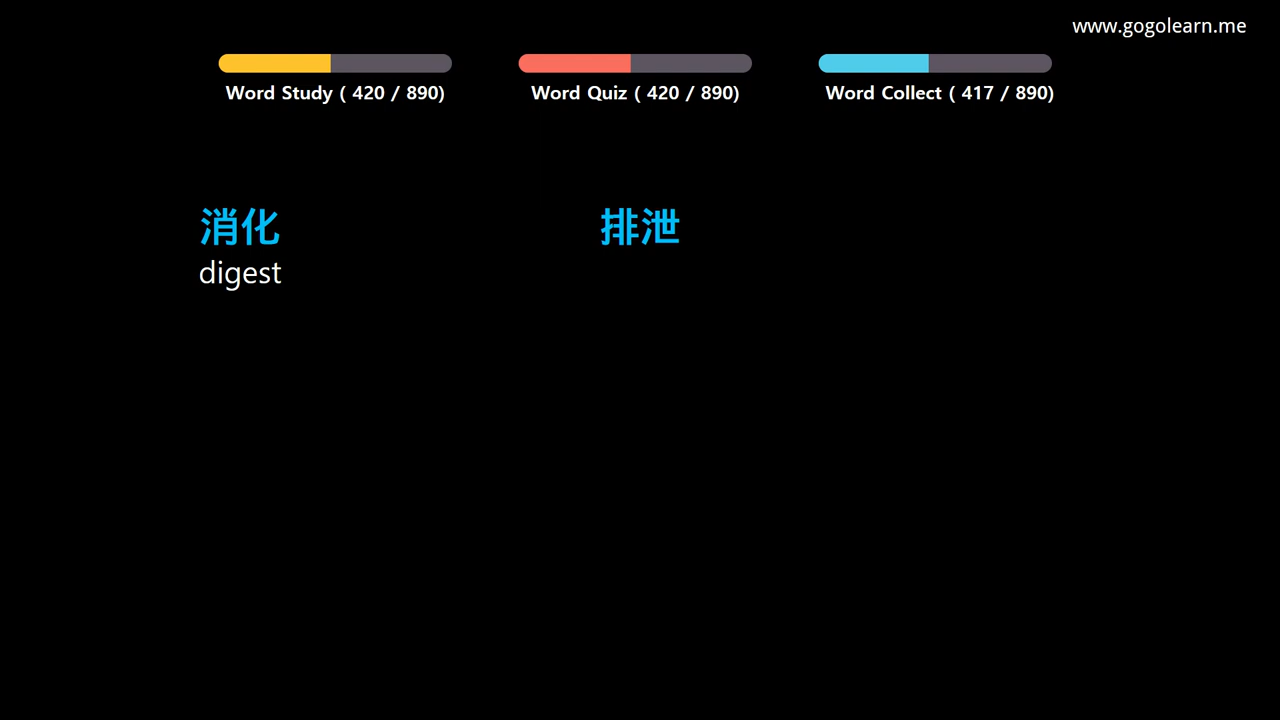 www.gogolearn.me
Word Study ( 420 / 890)
Word Quiz ( 420 / 890)
Word Collect ( 417 / 890)
消化
digest
排泄